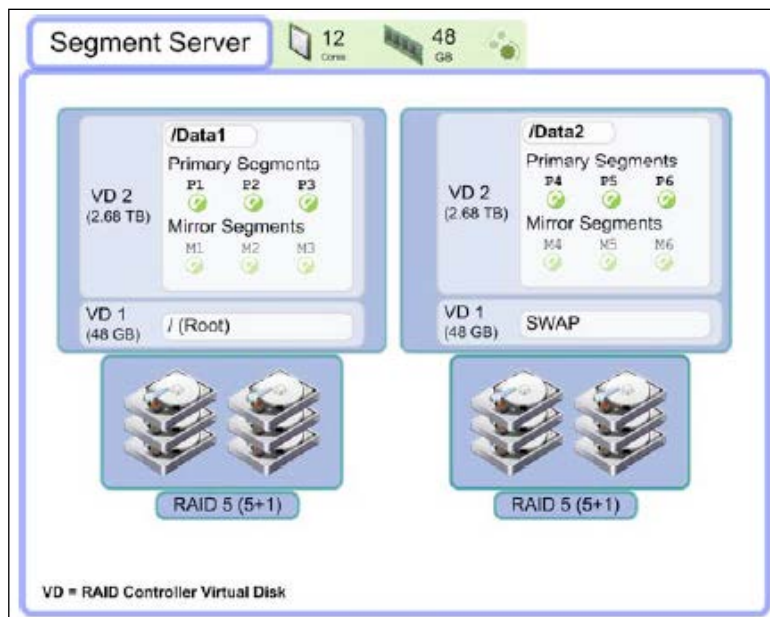 Segment Server
12
Cores
48
GB
/Data1
Primary Segments
P1 P2 P3
Mirror Segments
M1 M2 M3
VD 2
(2.68 TB)
VD 1
(48 GB)
/ (Root)
RAID 5 (5+1)
/Data2
Primary Segments
P4 P5 P6
Mirror Segments
M4 M5 M6
VD 2
(2.68 TB)
VD 1
(48 GB)
SWAP
RAID 5 (5+1)
VD = RAID Controller Virtual Disk